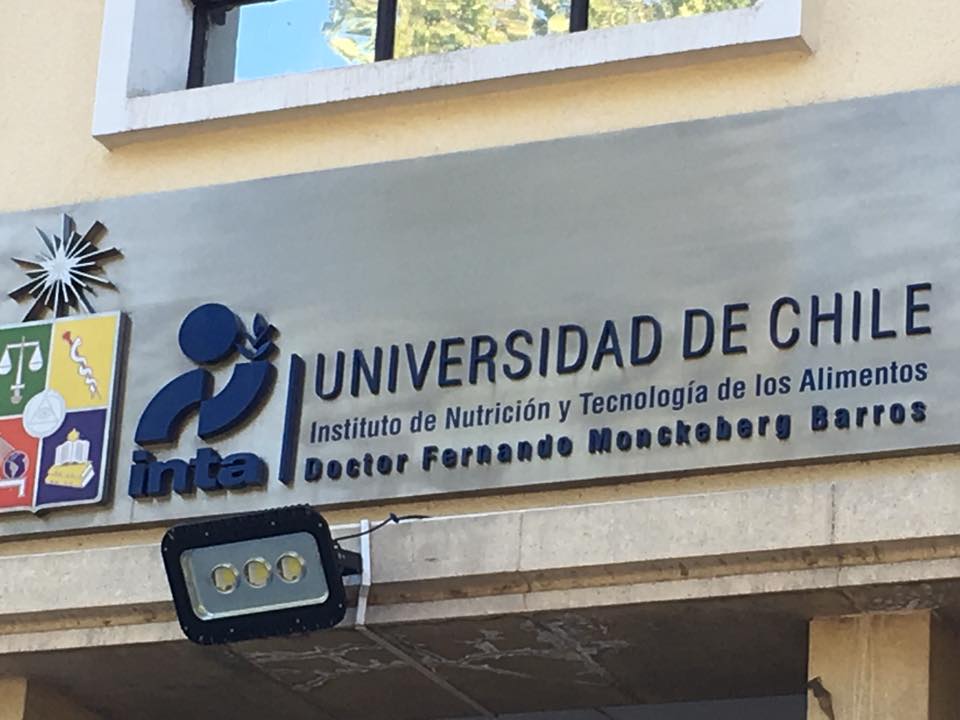 UNIVERSIDAD DE CHILE
Instituto de Nutrición y Tecnología de los Alimentos
Doctor Fernando Monckeberg Barros
inta